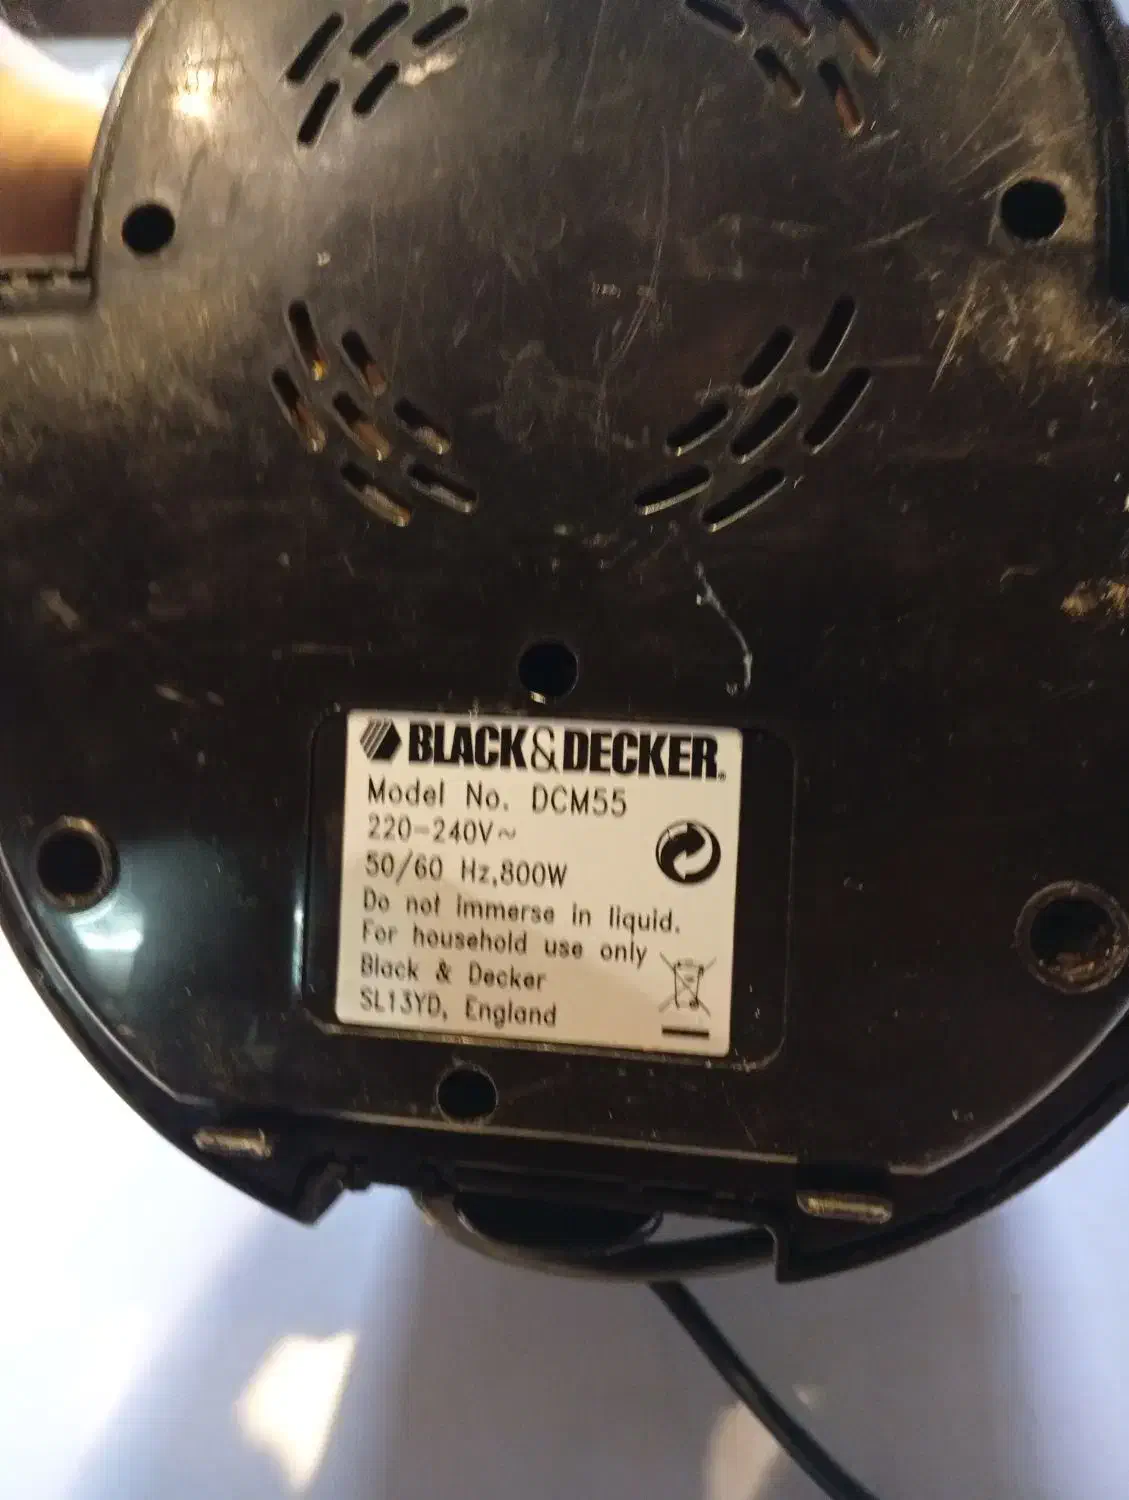 BLACK&DECKER®
Model No. DCM55
220-240V~
50/60 Hz,800W
Do not immerse in liquid.
For household use only
Black & Decker
SL13YD, England